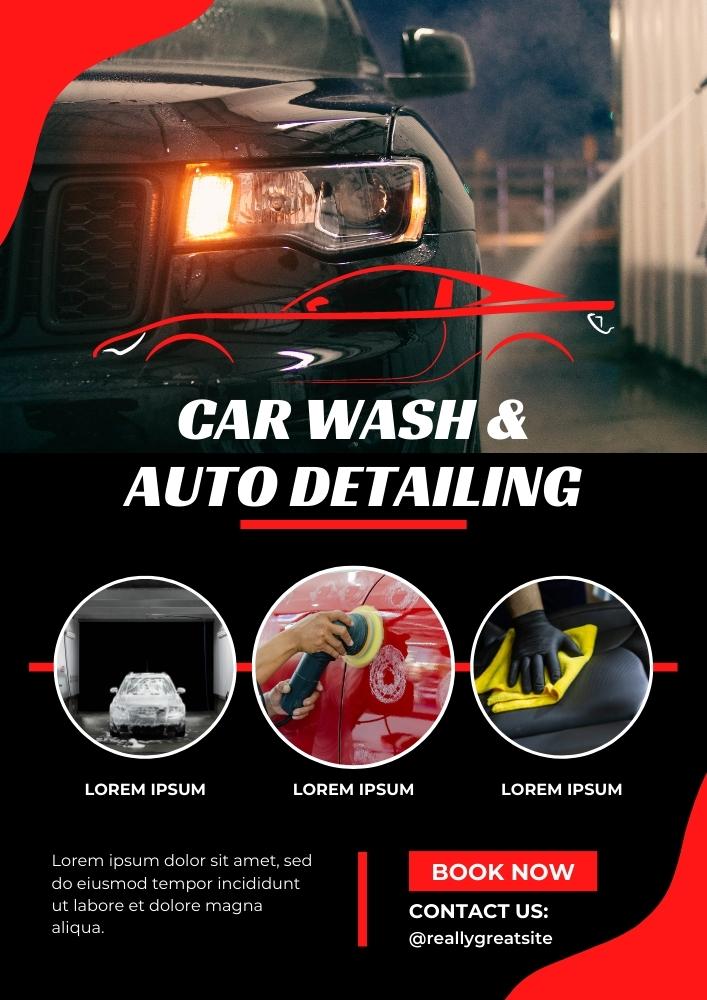 CAR WASH &
AUTO DETAILING
LOREM IPSUM
LOREM IPSUM
LOREM IPSUM
Lorem ipsum dolor sit amet, sed
do eiusmod tempor incididunt
ut labore et dolore magna
aliqua.
BOOK NOW
CONTACT US:
@reallygreatsite